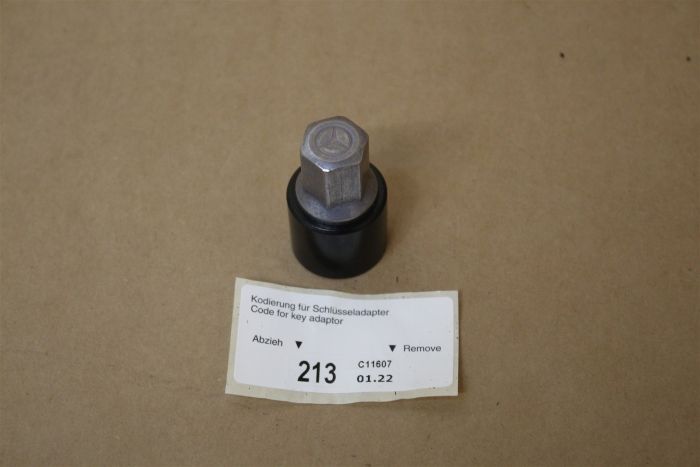 Kodierung für Schlüsseladapter
Code for key adaptor
Abzieh ▼ ▼ Remove
213 C11607
01.22